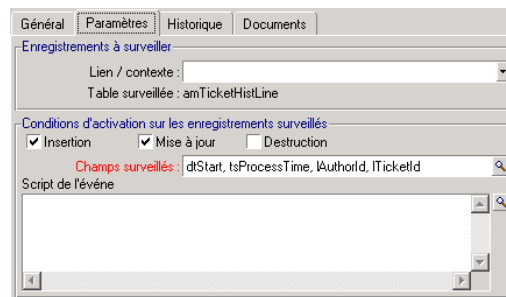 Général Paramètres Historique Documents
Enregistrements à surveiller
Lien / contexte :
Table surveillée : amTicketHistLine
Conditions d'activation sur les enregistrements surveillés
Insertion Mise à jour Destruction
Champs surveillés : dtStart, tsProcessTime, lAuthorId, lTicketId
Script de l'événe